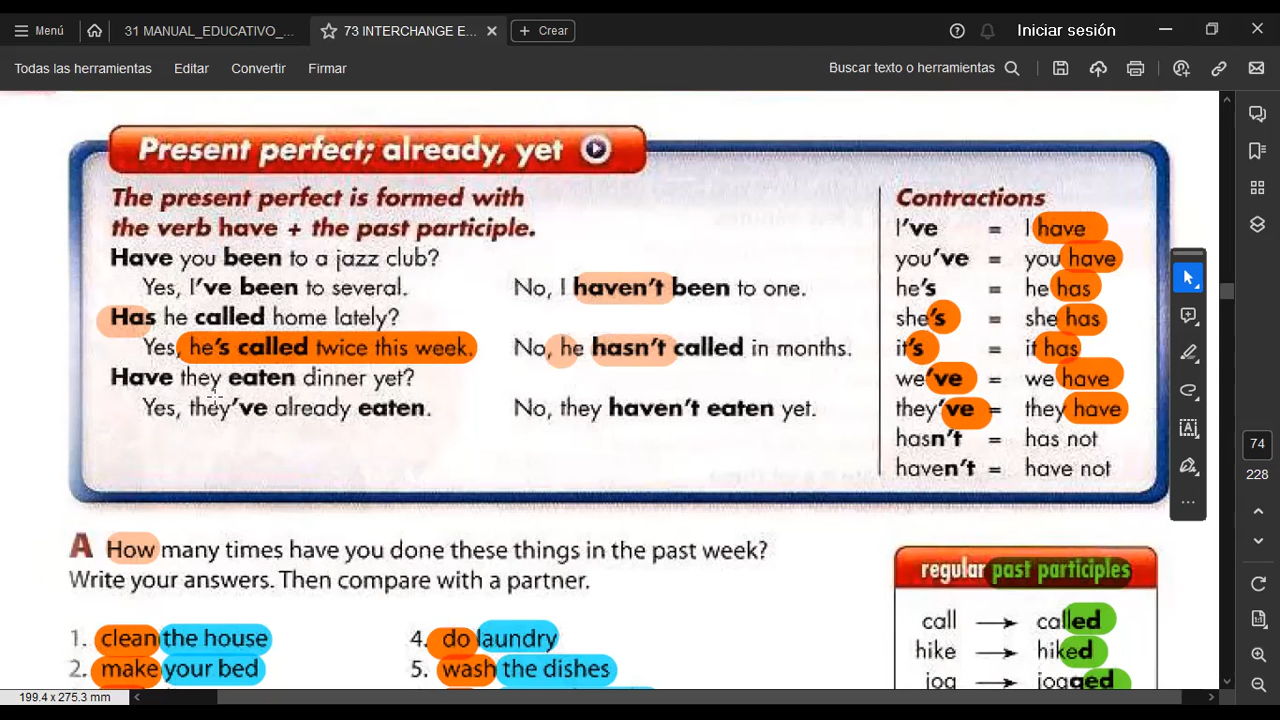 Menú
31 MANUAL_EDUCATIVO_...
73 INTERCHANGE E...
+ Crear
Iniciar sesión
Todas las herramientas
Editar
Convertir
Firmar
Buscar texto o herramientas
Present perfect; already, yet
The present perfect is formed with
the verb have + the past participle.
Have you been to a jazz club?
Yes, I've been to several. No, I haven't been to one.
Has he called home lately?
Yes, he's called twice this week. No, he hasn't called in months.
Have they eaten dinner yet?
Yes, they've already eaten. No, they haven't eaten yet.
Contractions
I've = I have
you've = you have
he's = he has
she's = she has
it's = it has
we've = we have
they've = they have
hasn't = has not
haven't = have not
A How many times have you done these things in the past week?
Write your answers. Then compare with a partner.
1. clean the house
2. make your bed
4. do laundry
5. wash the dishes
regular past participles
call → called
hike → hiked
jog → jogged
74
228
199.4 x 275.3 mm